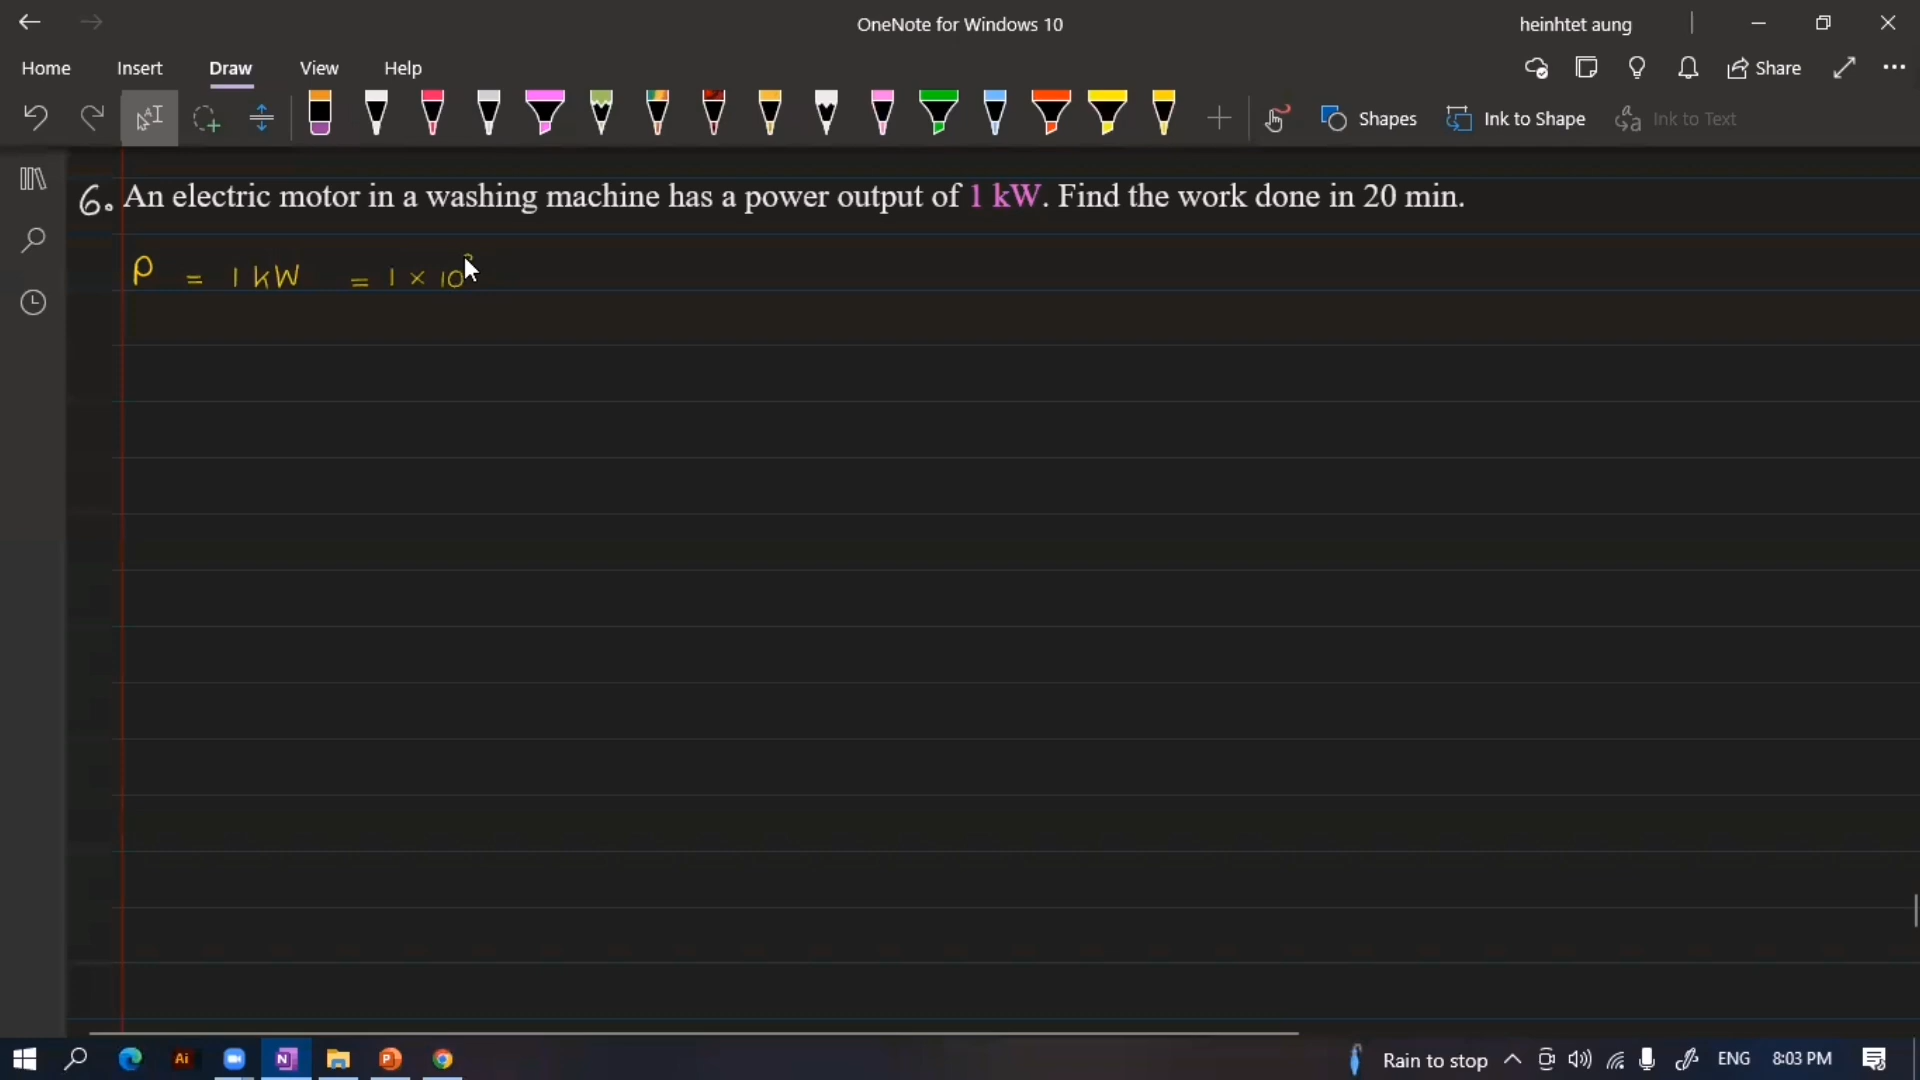 OneNote for Windows 10
heinhtet aung
Home Insert Draw View Help
Share
Shapes Ink to Shape Ink to Text
6. An electric motor in a washing machine has a power output of 1 kW. Find the work done in 20 min.
P = 1 kW = 1 × 10
Ai
Rain to stop ENG 8:03 PM